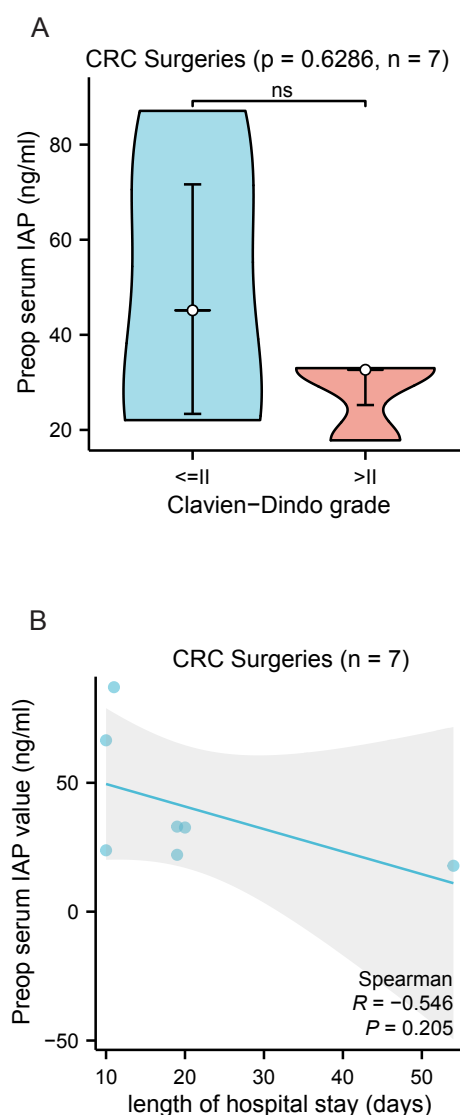 A
CRC Surgeries (p = 0.6286, n = 7)
ns
Preop serum IAP (ng/ml)
80
60
40
20
<=II >II
Clavien−Dindo grade
B
CRC Surgeries (n = 7)
Preop serum IAP value (ng/ml)
50
0
−50
Spearman
R = −0.546
P = 0.205
10 20 30 40 50
length of hospital stay (days)